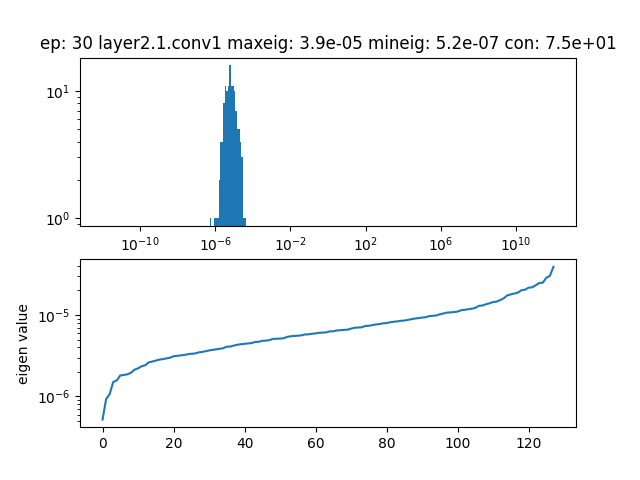 ep: 30 layer2.1.conv1 maxeig: 3.9e-05 mineig: 5.2e-07 con: 7.5e+01
10¹
10⁰
10⁻¹⁰ 10⁻⁶ 10⁻² 10² 10⁶ 10¹⁰
eigen value
10⁻⁵
10⁻⁶
0 20 40 60 80 100 120